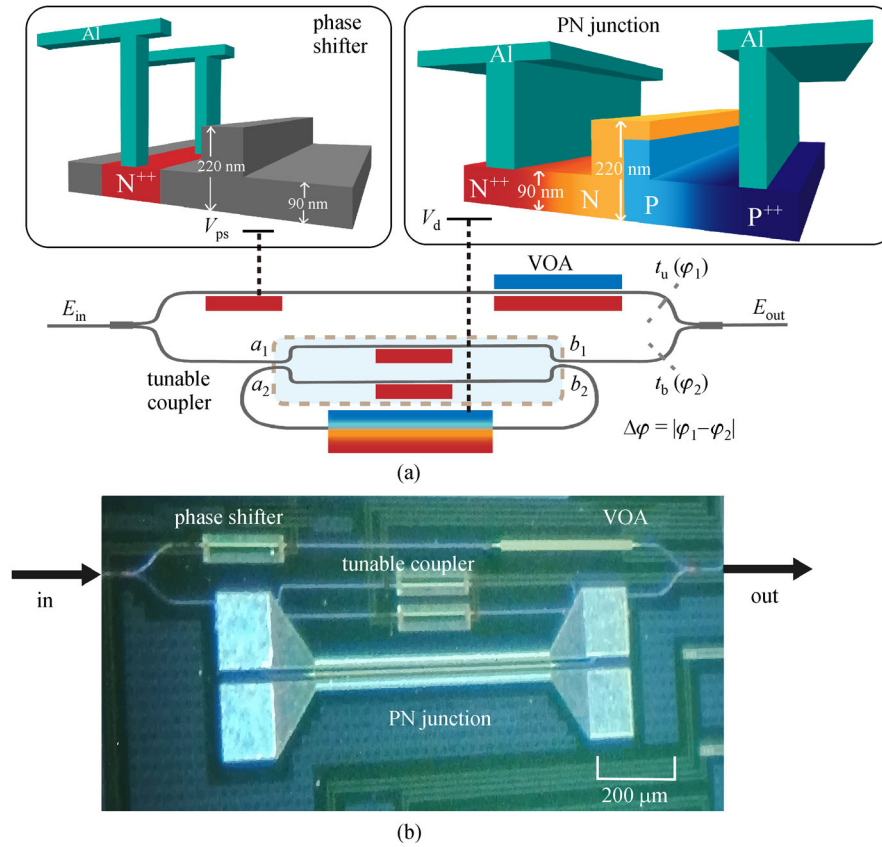 phase
shifter
Al
220 nm
N++
90 nm
PN junction
Al
Al
220 nm
N++
90 nm
N
P
P++
Vps
Vd
VOA
tu (φ1)
Ein
Eout
a1
b1
tunable
coupler
a2
b2
tb (φ2)
Δφ = |φ1−φ2|
(a)
phase shifter
VOA
tunable coupler
in
out
PN junction
200 μm
(b)